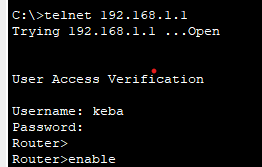 C:\>telnet 192.168.1.1
Trying 192.168.1.1 ...Open
User Access Verification
Username: keba
Password:
Router>
Router>enable